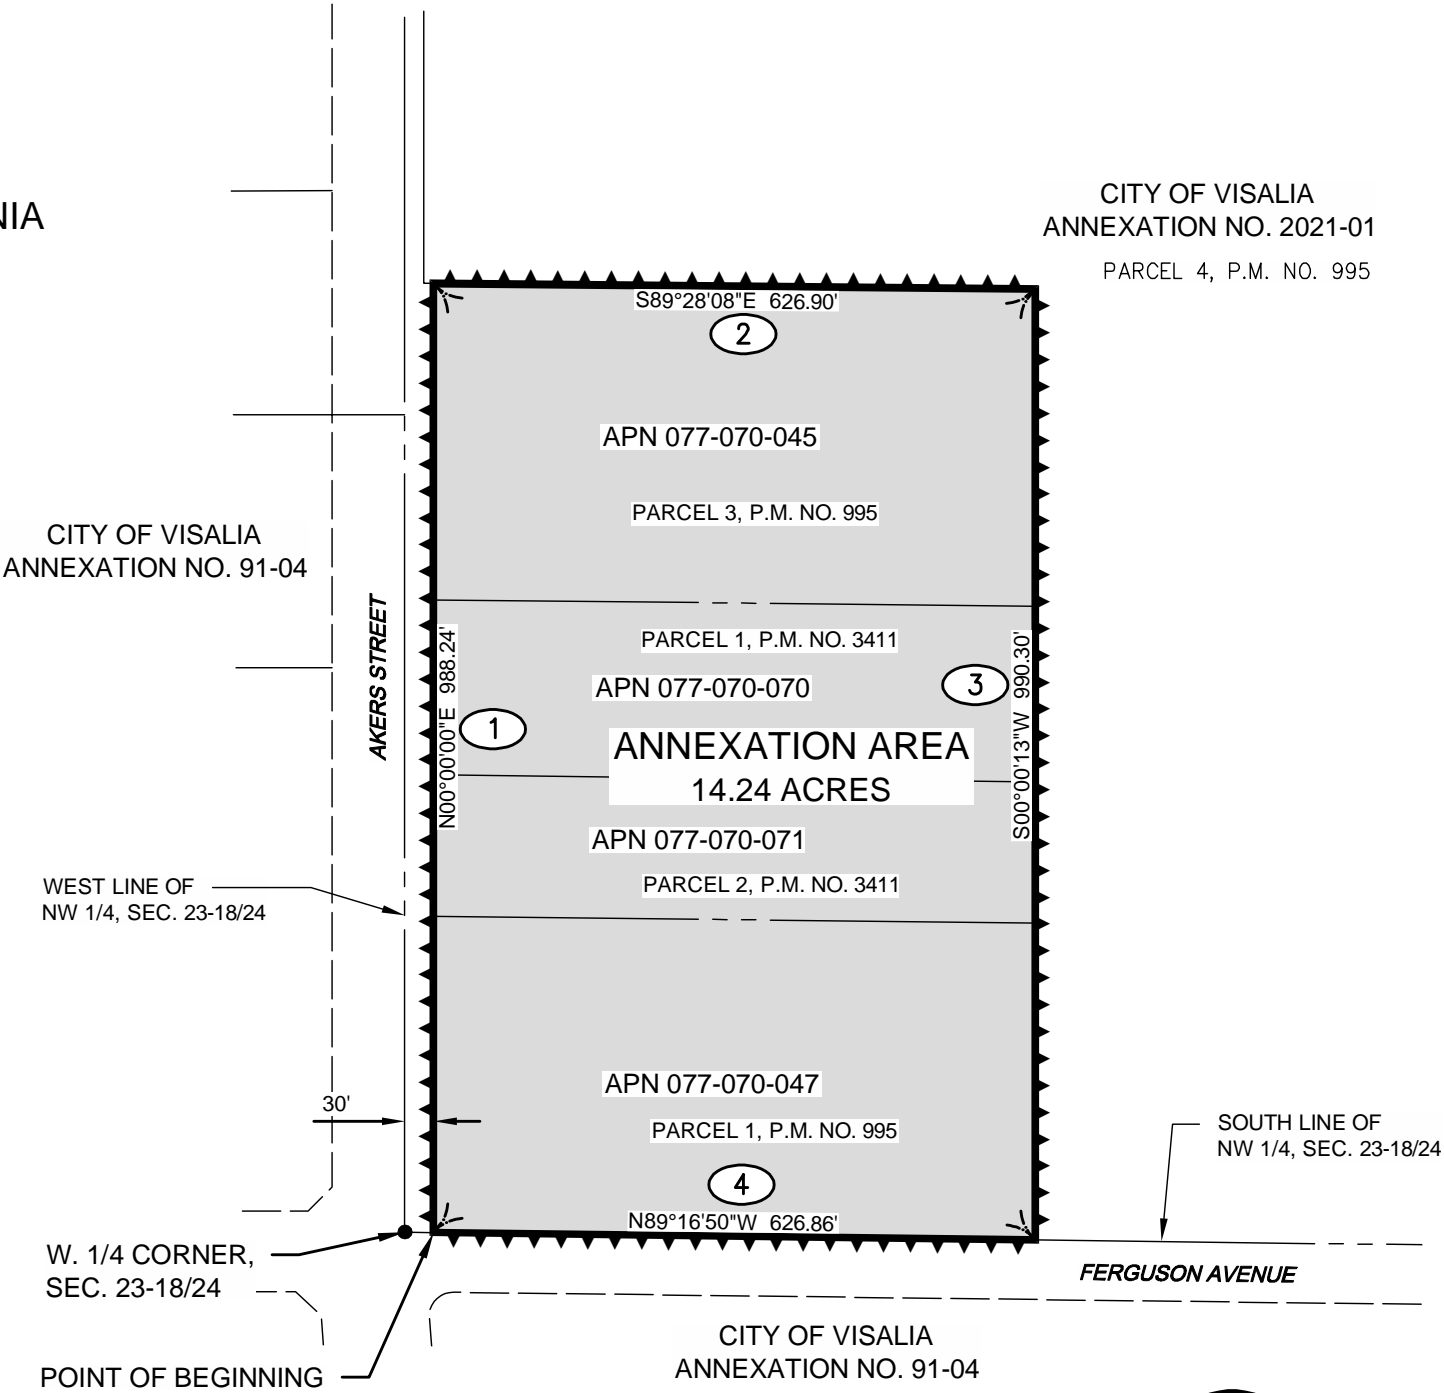 NIA
CITY OF VISALIA
ANNEXATION NO. 2021-01
PARCEL 4, P.M. NO. 995
S89°28'08"E 626.90'
2
APN 077-070-045
PARCEL 3, P.M. NO. 995
CITY OF VISALIA
ANNEXATION NO. 91-04
AKERS STREET
N00°00'00"E 988.24'
1
PARCEL 1, P.M. NO. 3411
APN 077-070-070
3
S00°00'13"W 990.30'
ANNEXATION AREA
14.24 ACRES
APN 077-070-071
PARCEL 2, P.M. NO. 3411
WEST LINE OF
NW 1/4, SEC. 23-18/24
APN 077-070-047
30'
PARCEL 1, P.M. NO. 995
SOUTH LINE OF
NW 1/4, SEC. 23-18/24
4
N89°16'50"W 626.86'
W. 1/4 CORNER,
SEC. 23-18/24
FERGUSON AVENUE
CITY OF VISALIA
ANNEXATION NO. 91-04
POINT OF BEGINNING